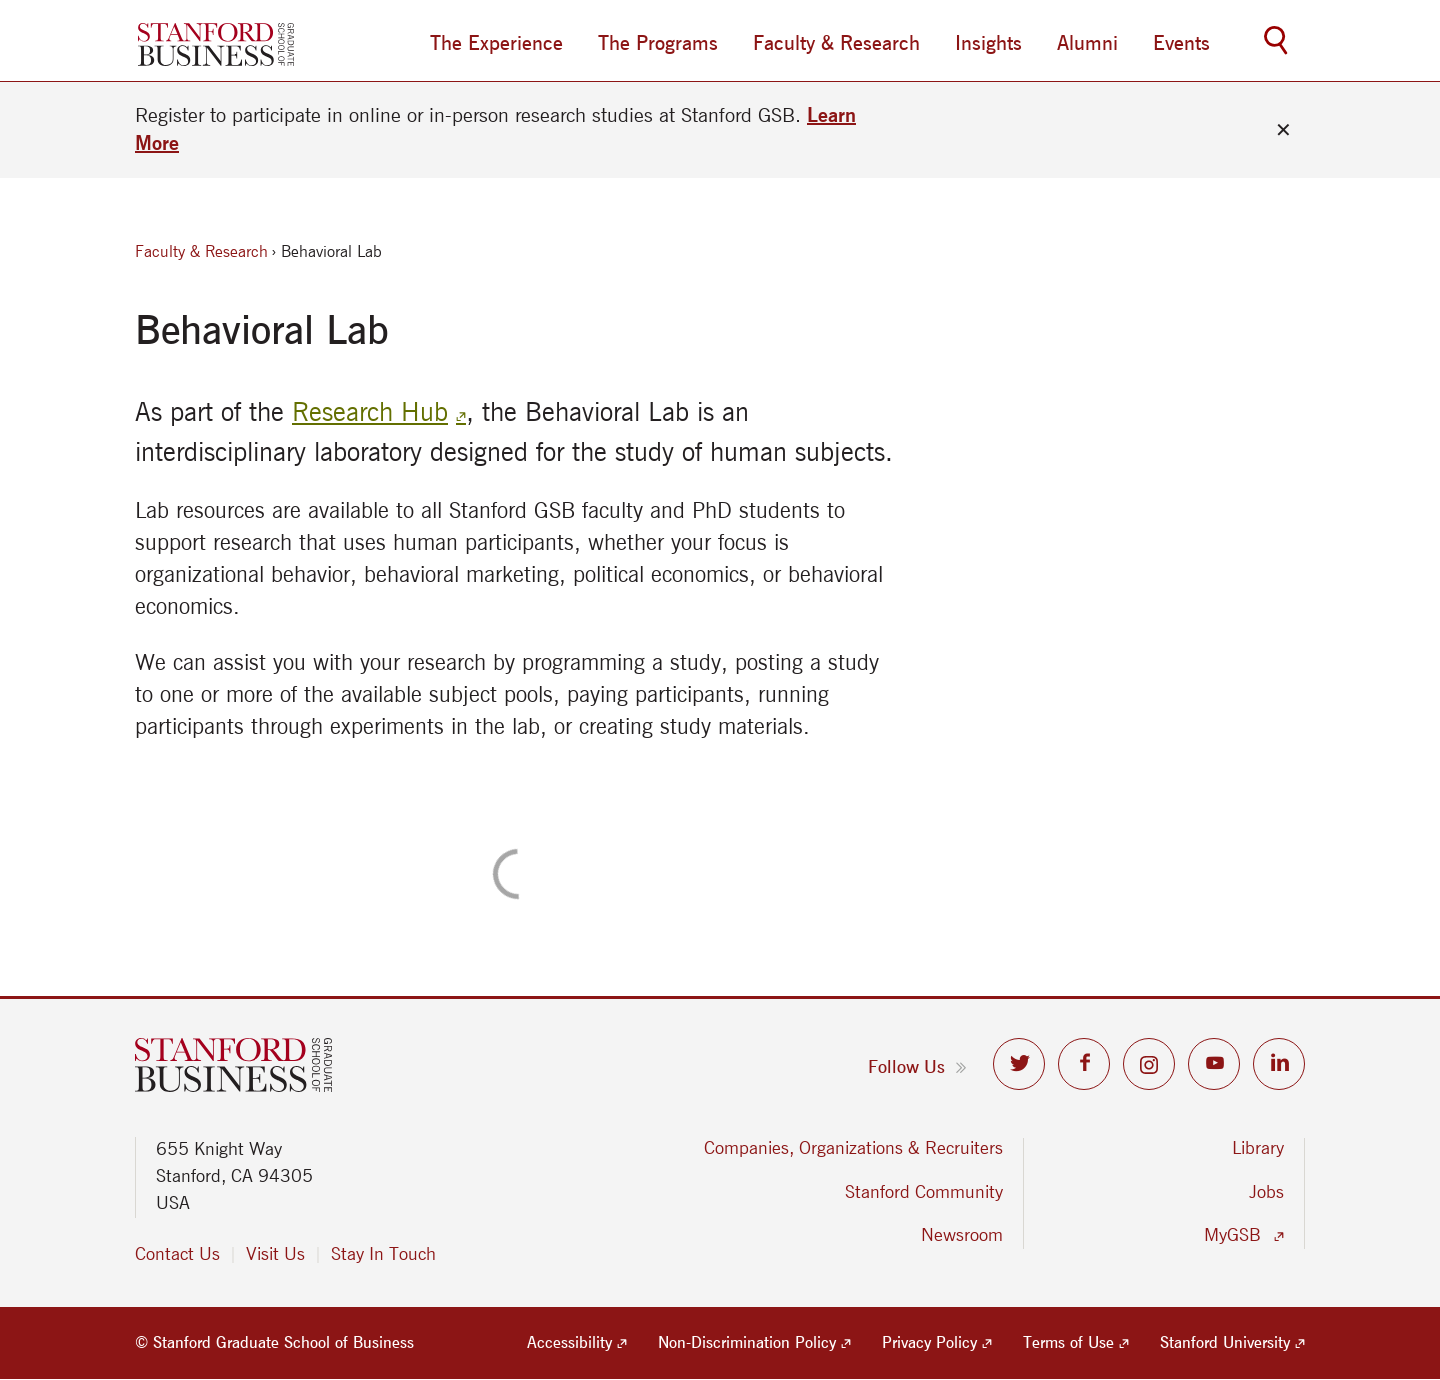 STANFORD
BUSINESS
GRADUATE
SCHOOL OF
The Experience
The Programs
Faculty & Research
Insights
Alumni
Events
Register to participate in online or in-person research studies at Stanford GSB. Learn
More
Faculty & Research › Behavioral Lab
Behavioral Lab
As part of the Research Hub, the Behavioral Lab is an
interdisciplinary laboratory designed for the study of human subjects.
Lab resources are available to all Stanford GSB faculty and PhD students to
support research that uses human participants, whether your focus is
organizational behavior, behavioral marketing, political economics, or behavioral
economics.
We can assist you with your research by programming a study, posting a study
to one or more of the available subject pools, paying participants, running
participants through experiments in the lab, or creating study materials.
STANFORD
BUSINESS
GRADUATE
SCHOOL OF
Follow Us
655 Knight Way
Stanford, CA 94305
USA
Contact Us | Visit Us | Stay In Touch
Companies, Organizations & Recruiters
Stanford Community
Newsroom
Library
Jobs
MyGSB
© Stanford Graduate School of Business
Accessibility
Non-Discrimination Policy
Privacy Policy
Terms of Use
Stanford University